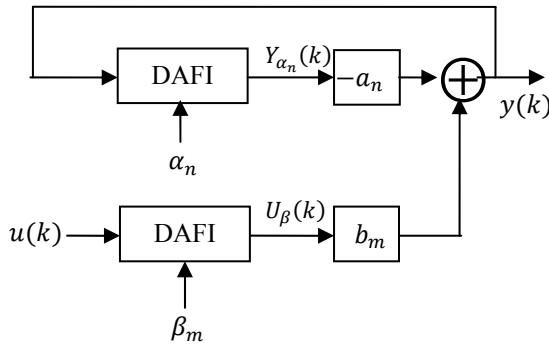 DAFI
Y_{α_n}(k)
−a_n
+
y(k)
α_n
u(k)
DAFI
U_β(k)
b_m
β_m